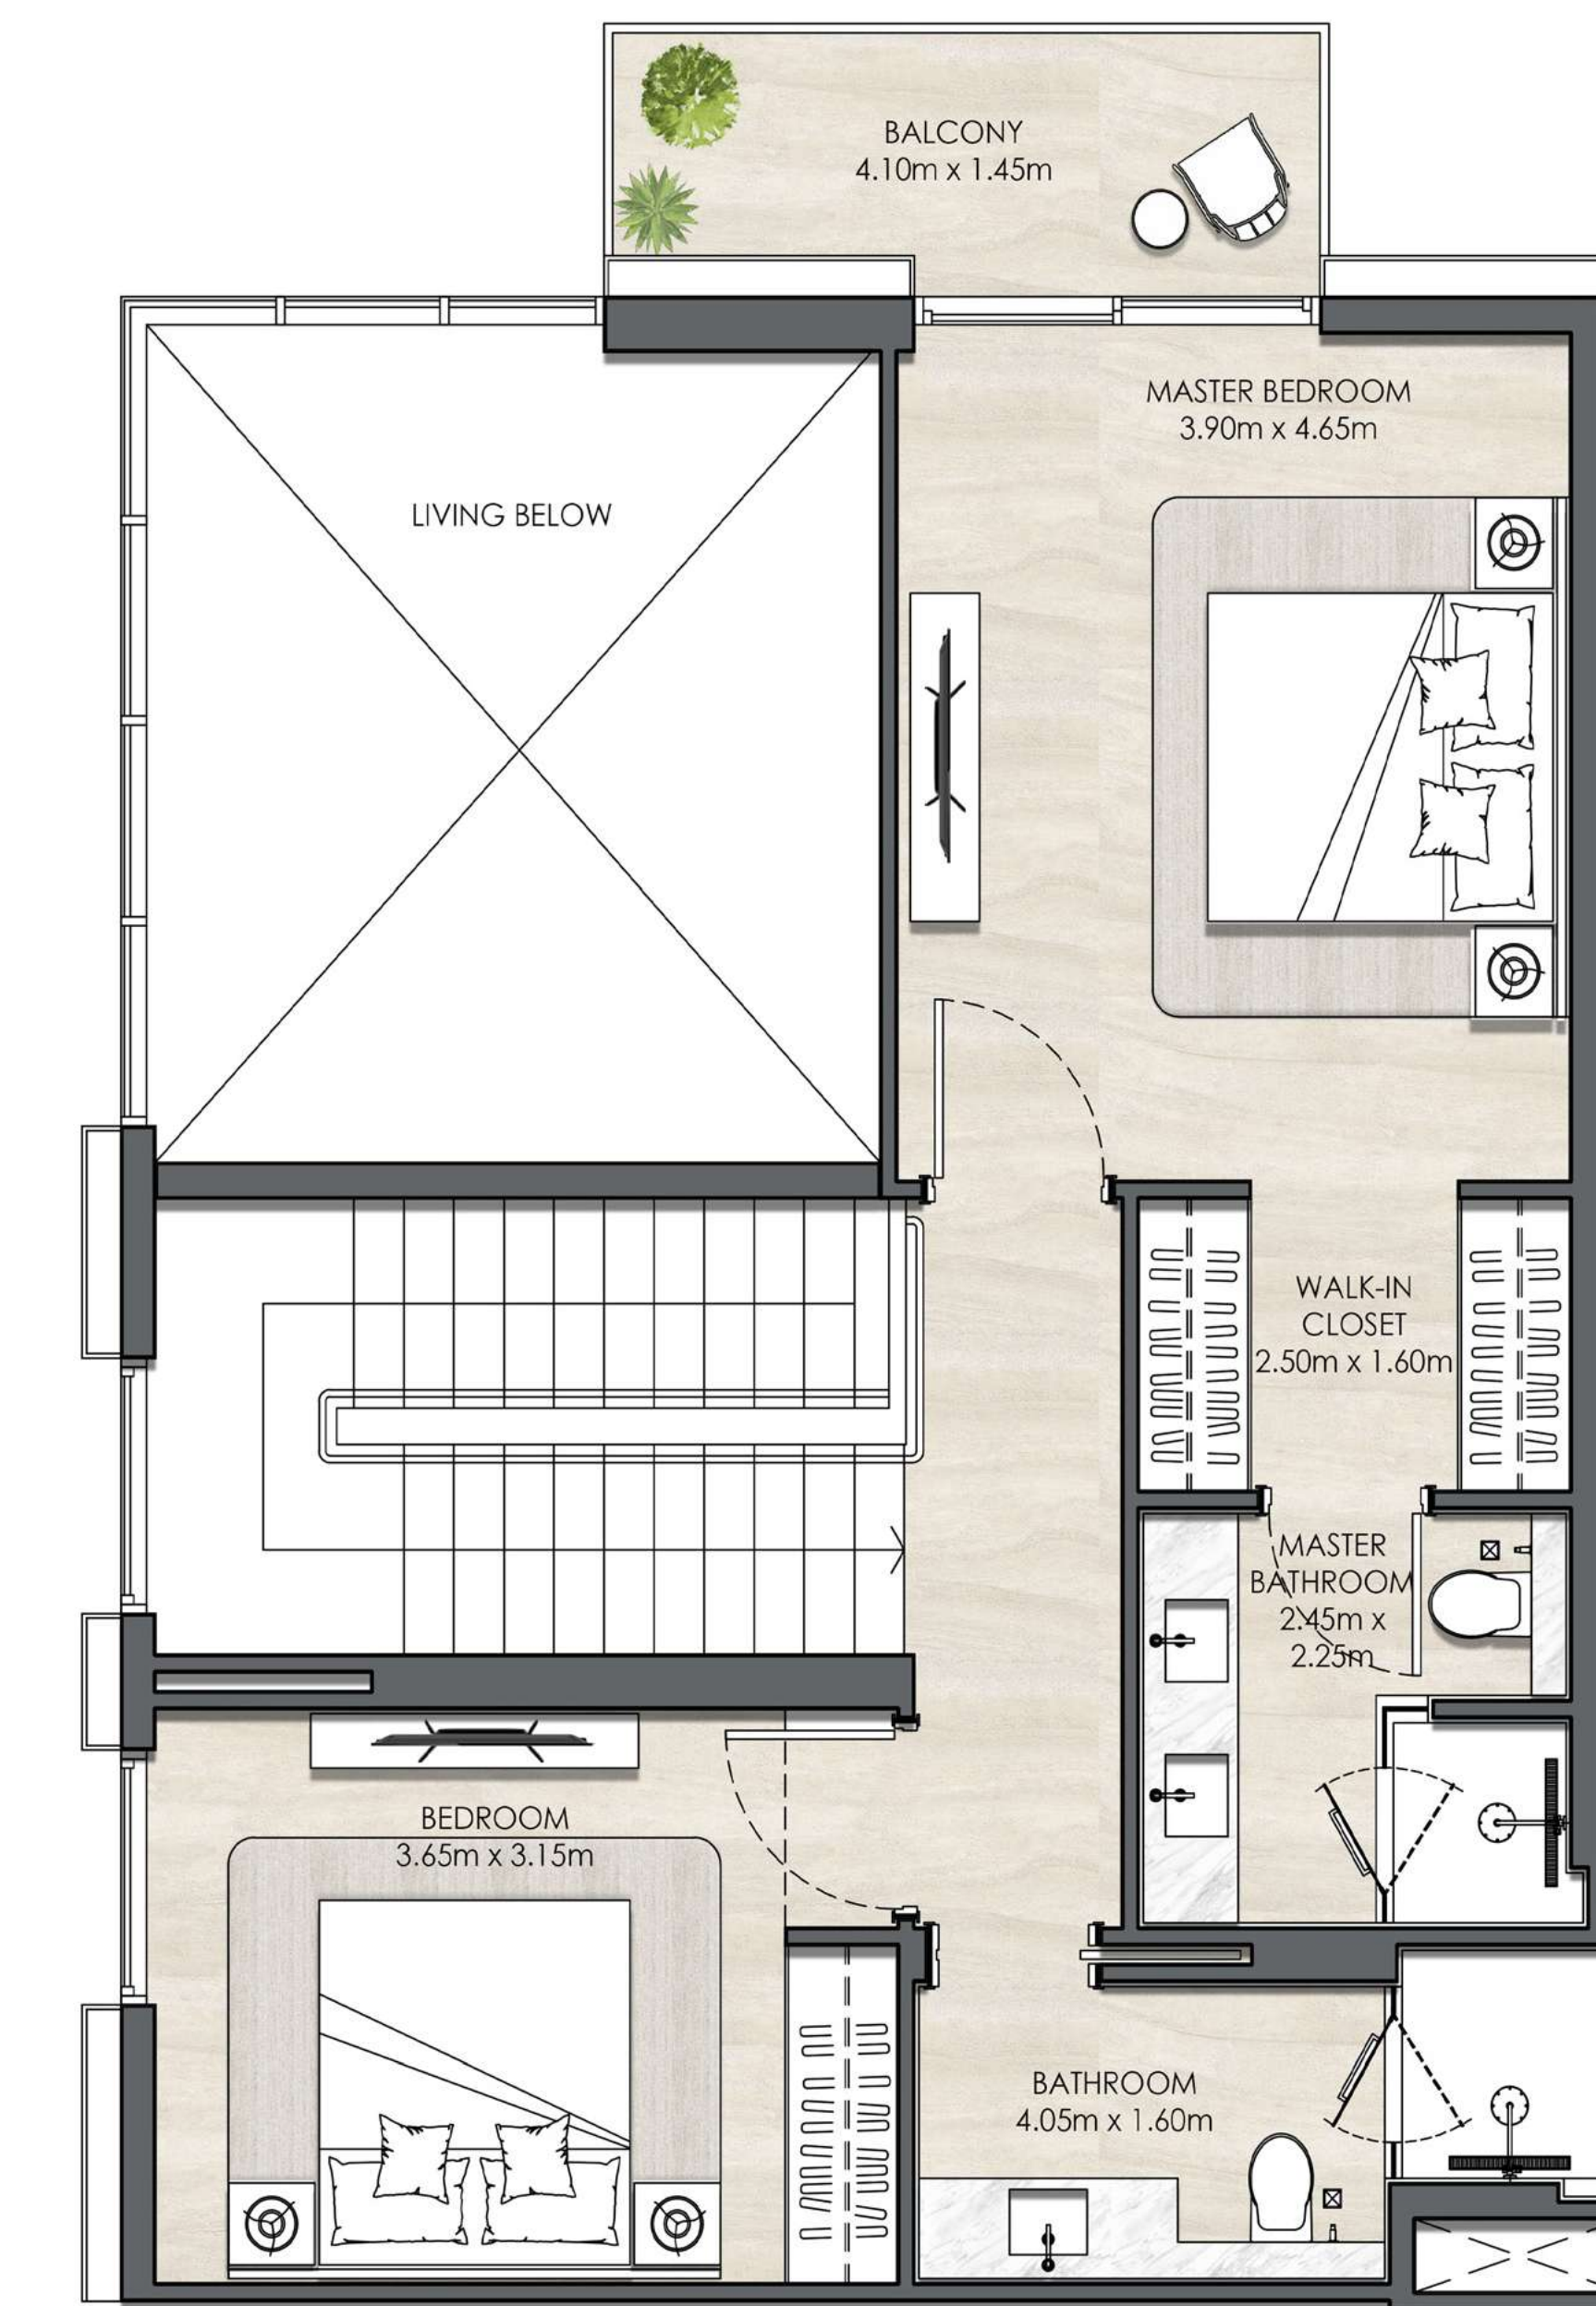 BALCONY
4.10m x 1.45m
MASTER BEDROOM
3.90m x 4.65m
LIVING BELOW
WALK-IN
CLOSET
2.50m x 1.60m
MASTER
BATHROOM
2.45m x
2.25m
BEDROOM
3.65m x 3.15m
BATHROOM
4.05m x 1.60m